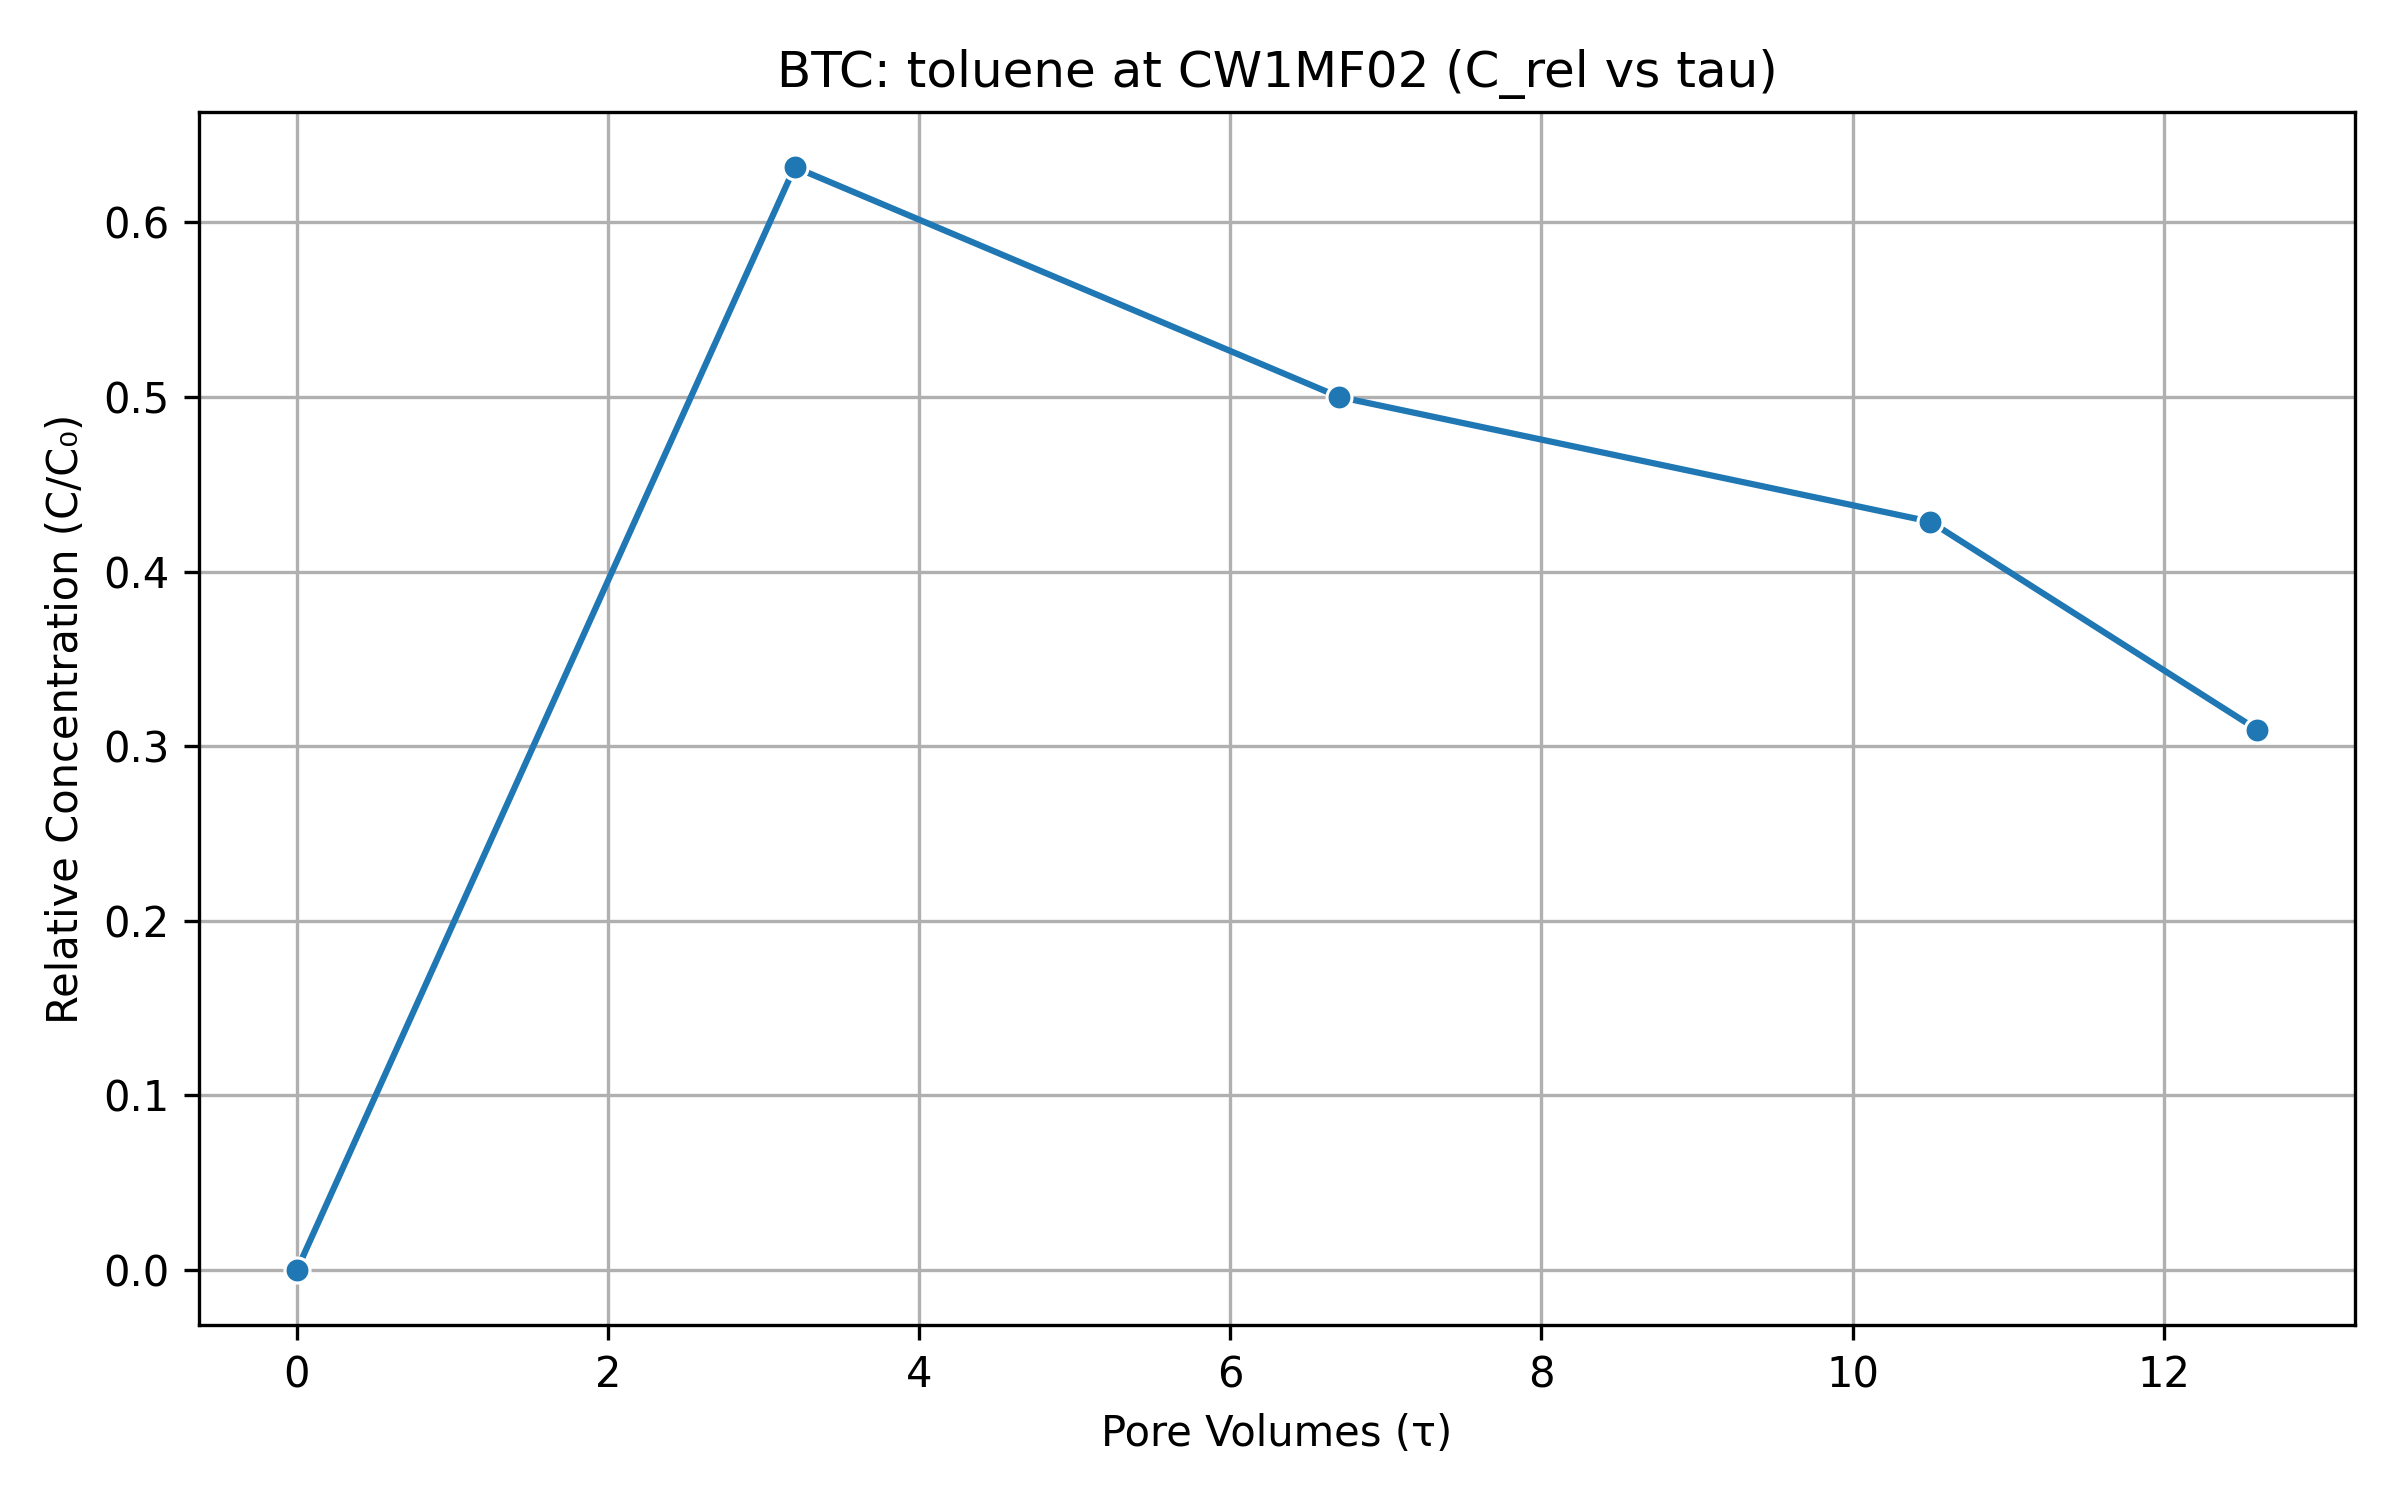 BTC: toluene at CW1MF02 (C_rel vs tau)
Relative Concentration (C/C₀)
0.6
0.5
0.4
0.3
0.2
0.1
0.0
0 2 4 6 8 10 12
Pore Volumes (τ)